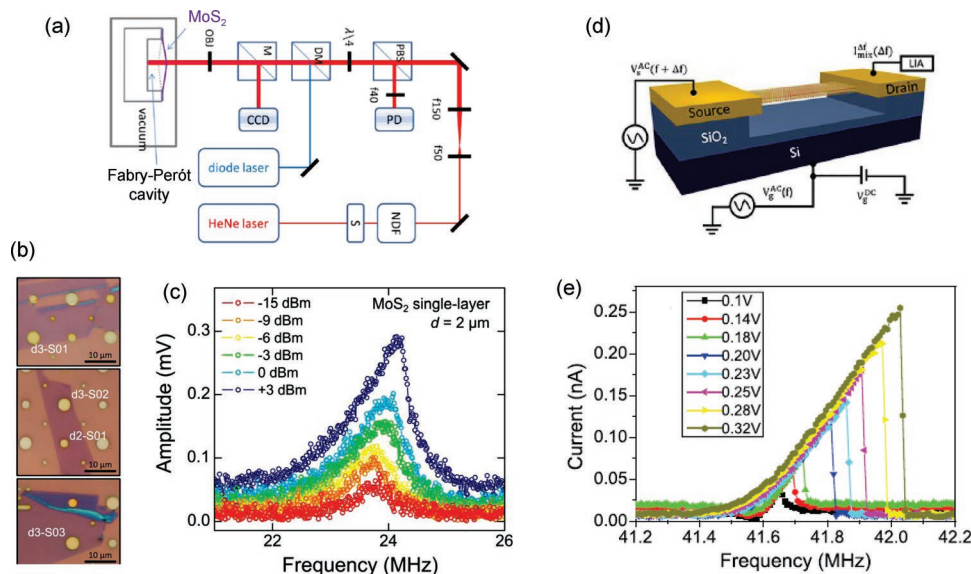 (a)
MoS₂
OBJ
M
DM
λ\4
PBS
f40
CCD
PD
f150
f50
vacuum
Fabry-Perót
cavity
diode laser
HeNe laser
S
NDF
(b)
d3-S01
10 μm
d3-S02
d2-S01
10 μm
d3-S03
10 μm
(c)
-15 dBm
-9 dBm
-6 dBm
-3 dBm
0 dBm
+3 dBm
MoS₂ single-layer
d = 2 μm
Amplitude (mV)
0.3
0.2
0.1
0.0
22
24
26
Frequency (MHz)
(d)
V_s^AC(f + Δf)
I_mix^Δf(Δf)
LIA
Source
Drain
SiO₂
Si
V_g^AC(f)
V_g^DC
(e)
0.1V
0.14V
0.18V
0.20V
0.23V
0.25V
0.28V
0.32V
Current (nA)
0.25
0.20
0.15
0.10
0.05
0.00
41.2
41.4
41.6
41.8
42.0
42.2
Frequency (MHz)